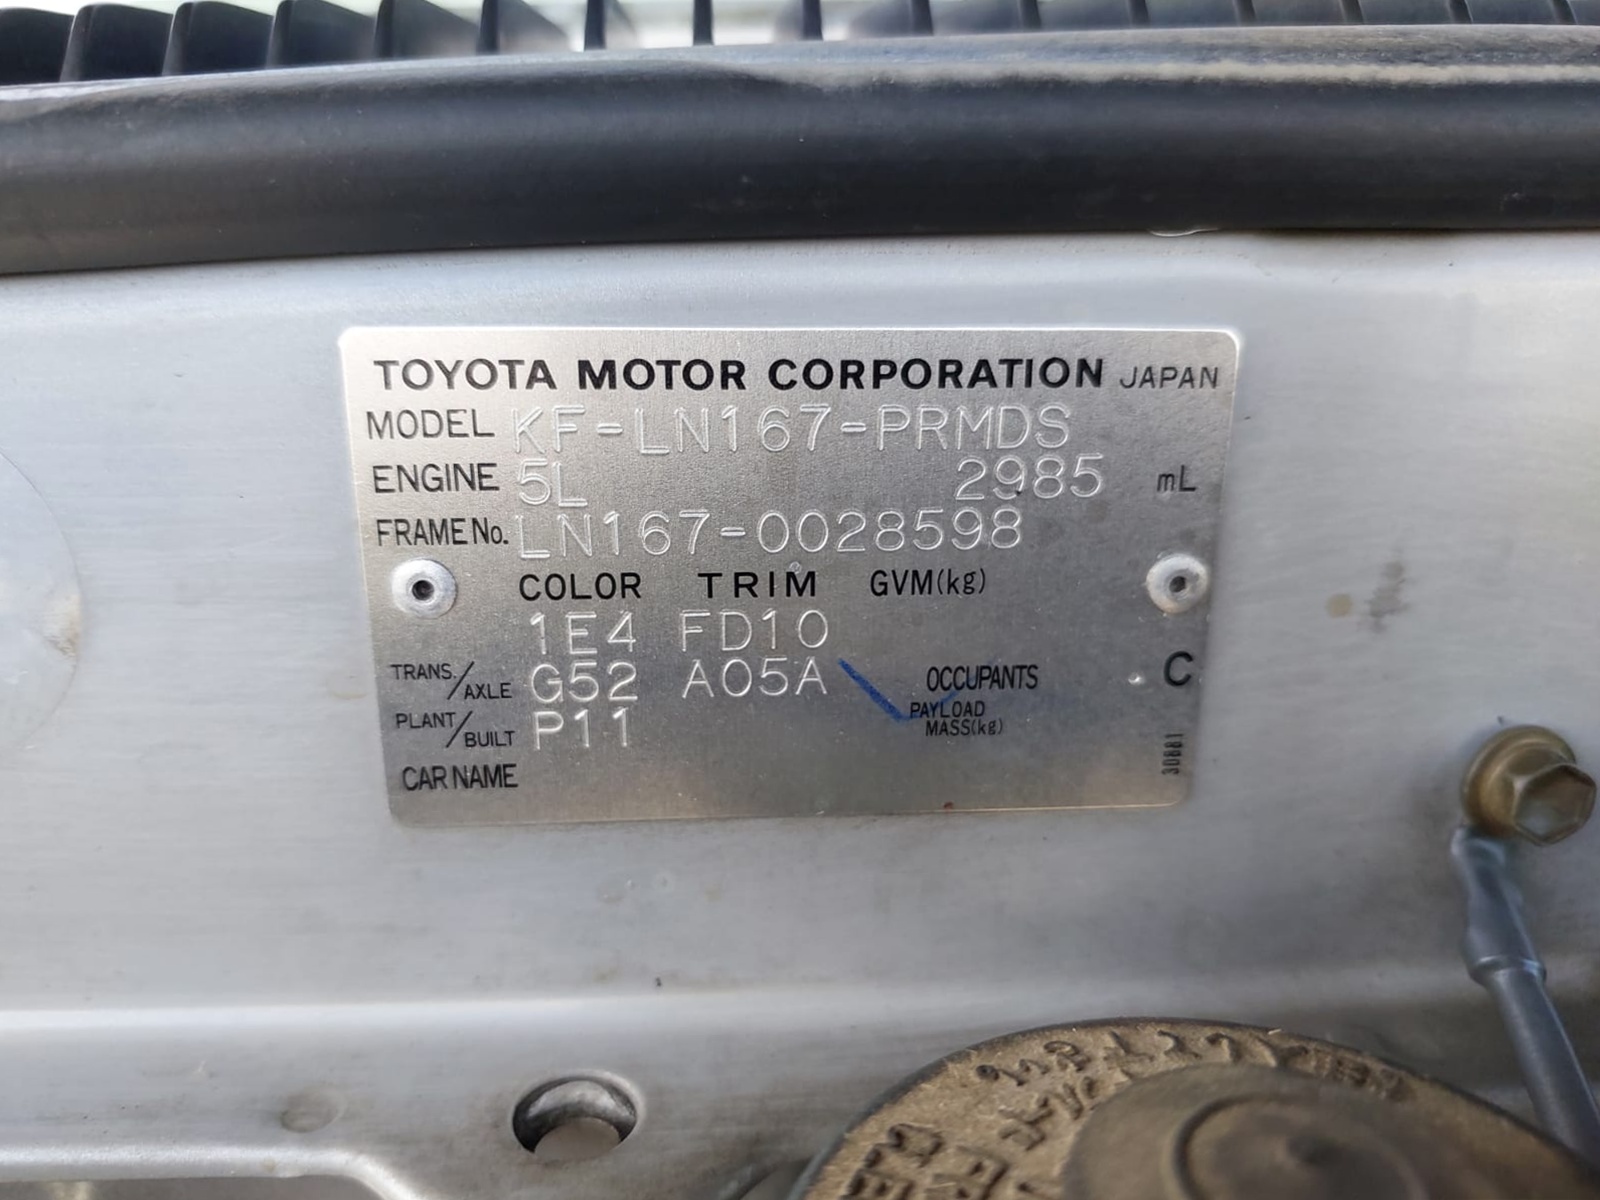 TOYOTA MOTOR CORPORATION JAPAN
MODEL KF-LN167-PRMDS
ENGINE 5L 2985 mL
FRAME No. LN167-0028598
COLOR TRIM GVM(kg)
1E4 FD10
TRANS./AXLE G52 A05A OCCUPANTS C
PAYLOAD
MASS(kg)
PLANT/BUILT P11
30681
CAR NAME